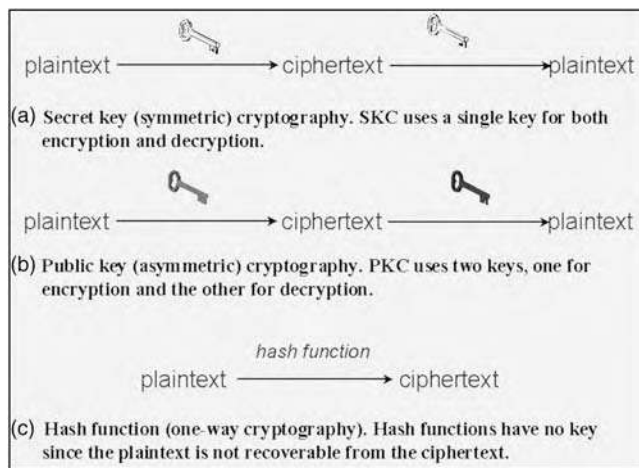 plaintext ciphertext plaintext
(a) Secret key (symmetric) cryptography. SKC uses a single key for both
encryption and decryption.
plaintext ciphertext plaintext
(b) Public key (asymmetric) cryptography. PKC uses two keys, one for
encryption and the other for decryption.
hash function
plaintext ciphertext
(c) Hash function (one-way cryptography). Hash functions have no key
since the plaintext is not recoverable from the ciphertext.